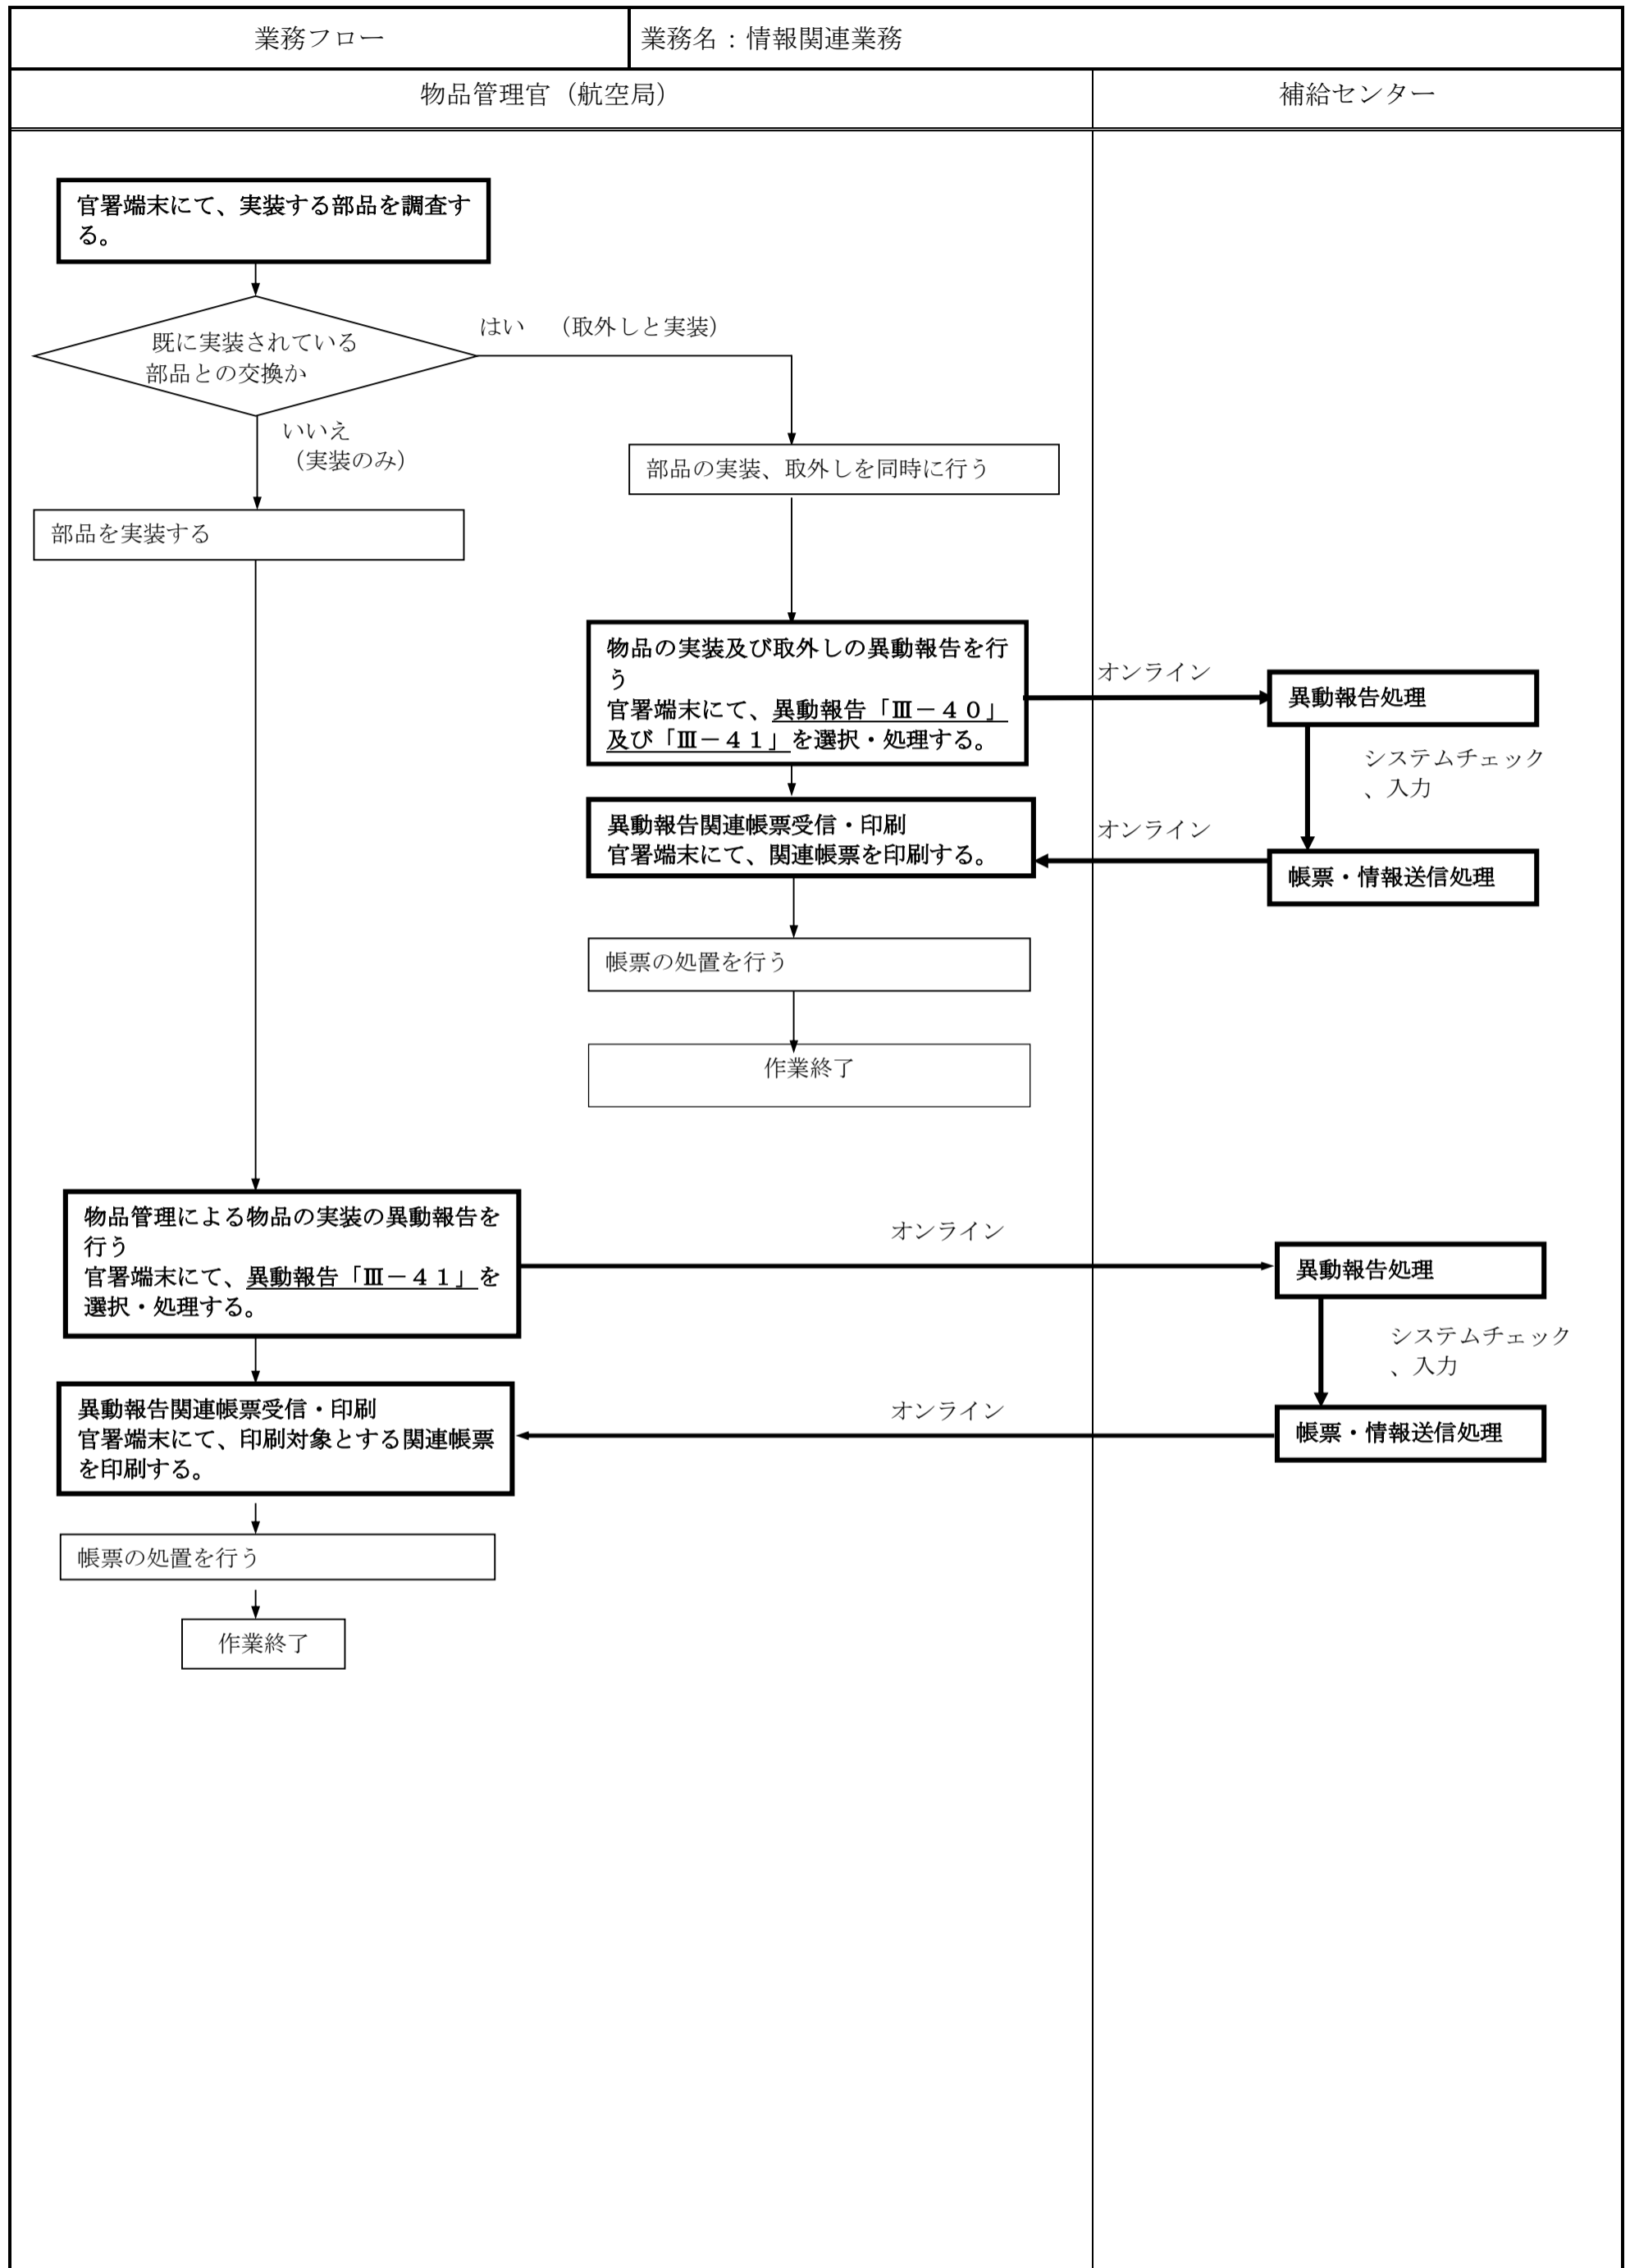 業務フロー
業務名：情報関連業務
物品管理官（航空局）
補給センター
官署端末にて、実装する部品を調査す
る。
既に実装されている
部品との交換か
はい　（取外しと実装）
いいえ
（実装のみ）
部品の実装、取外しを同時に行う
部品を実装する
物品の実装及び取外しの異動報告を行
う
官署端末にて、異動報告「Ⅲ－４０」
及び「Ⅲ－４１」を選択・処理する。
オンライン
異動報告処理
システムチェック
、入力
異動報告関連帳票受信・印刷
官署端末にて、関連帳票を印刷する。
オンライン
帳票・情報送信処理
帳票の処置を行う
作業終了
物品管理による物品の実装の異動報告を
行う
官署端末にて、異動報告「Ⅲ－４１」を
選択・処理する。
オンライン
異動報告処理
システムチェック
、入力
異動報告関連帳票受信・印刷
官署端末にて、印刷対象とする関連帳票
を印刷する。
オンライン
帳票・情報送信処理
帳票の処置を行う
作業終了